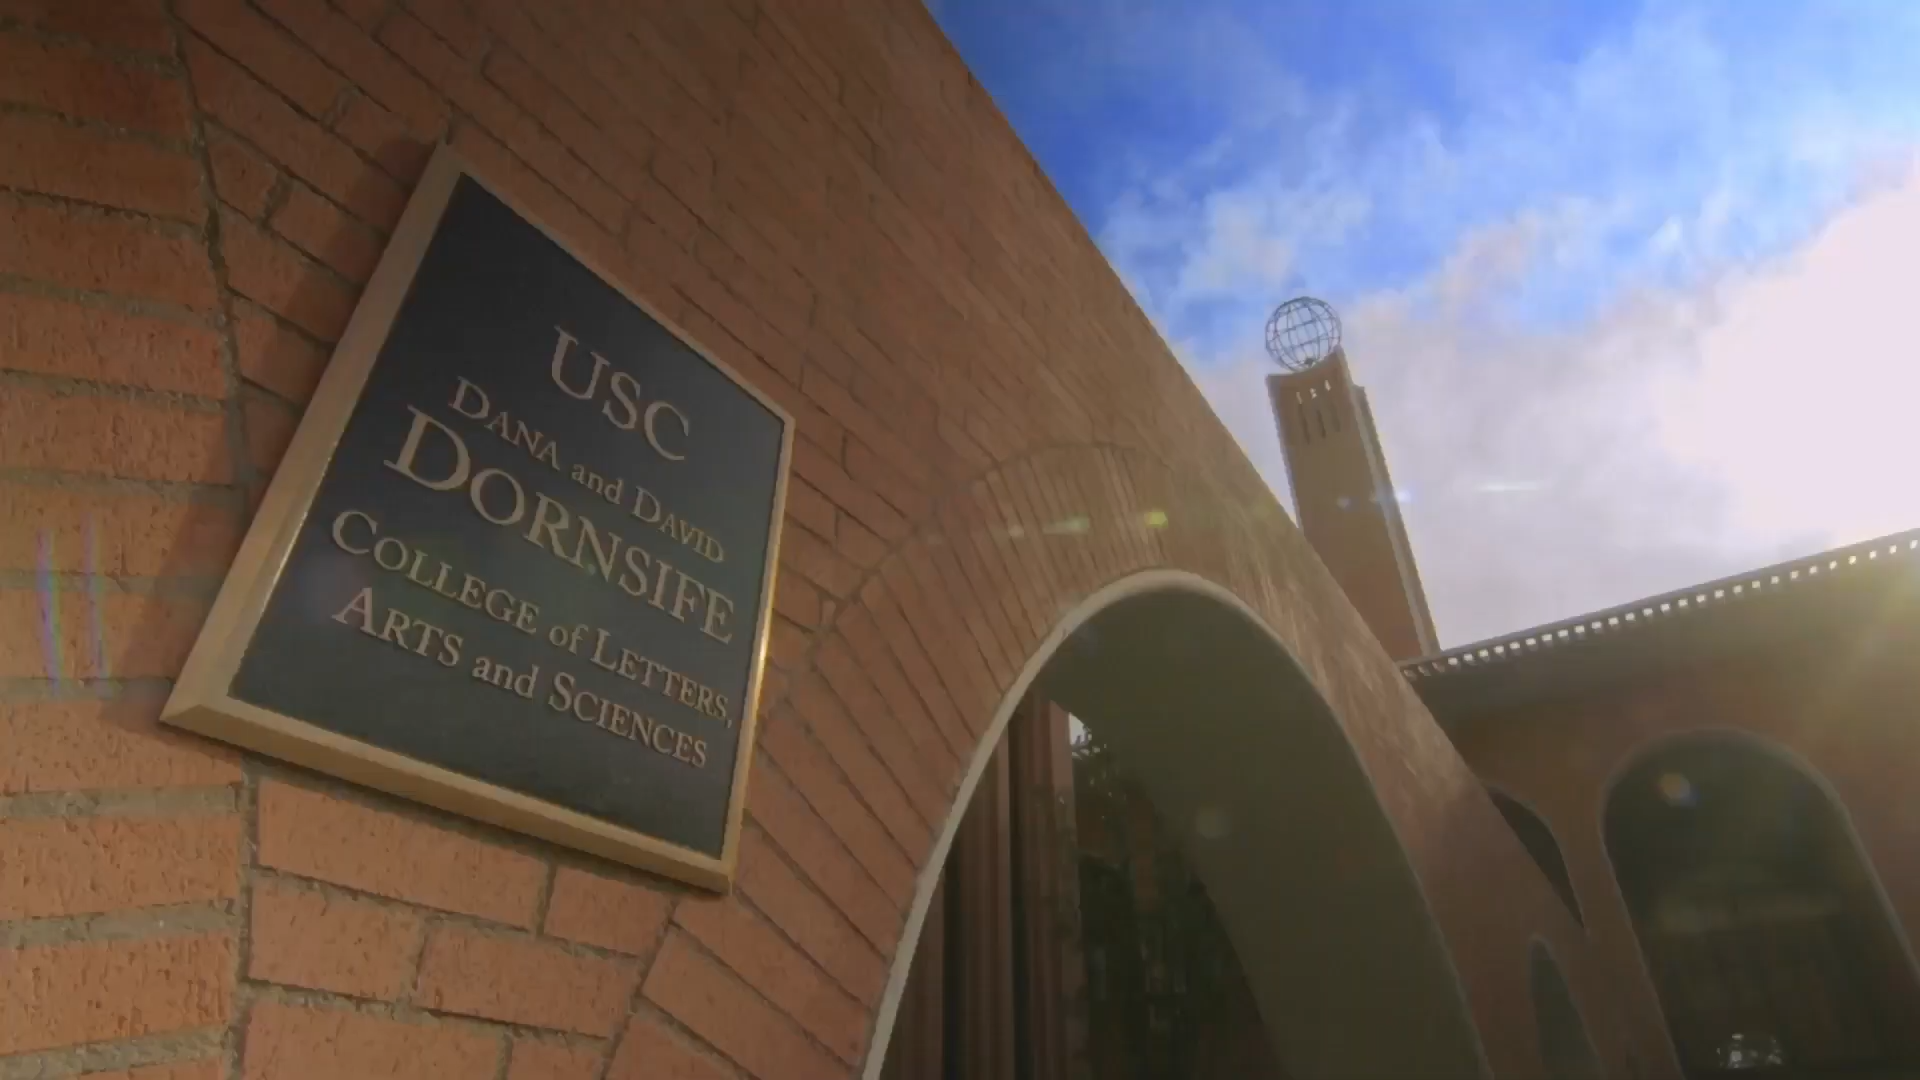 USC
DANA and DAVID
DORNSIFE
COLLEGE of LETTERS,
ARTS and SCIENCES